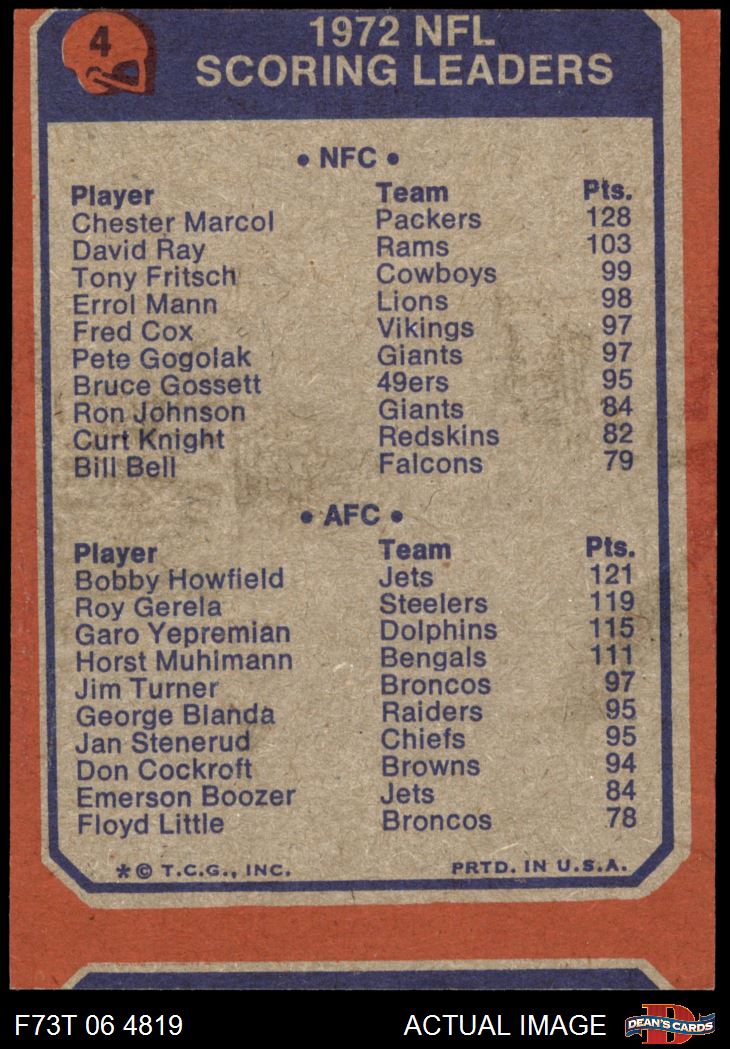 4
1972 NFL
SCORING LEADERS
• NFC •
Player Team Pts.
Chester Marcol Packers 128
David Ray Rams 103
Tony Fritsch Cowboys 99
Errol Mann Lions 98
Fred Cox Vikings 97
Pete Gogolak Giants 97
Bruce Gossett 49ers 95
Ron Johnson Giants 84
Curt Knight Redskins 82
Bill Bell Falcons 79
• AFC •
Player Team Pts.
Bobby Howfield Jets 121
Roy Gerela Steelers 119
Garo Yepremian Dolphins 115
Horst Muhlmann Bengals 111
Jim Turner Broncos 97
George Blanda Raiders 95
Jan Stenerud Chiefs 95
Don Cockroft Browns 94
Emerson Boozer Jets 84
Floyd Little Broncos 78
*© T.C.G., INC. PRTD. IN U.S.A.
F73T 06 4819 ACTUAL IMAGE D DEAN'S CARDS